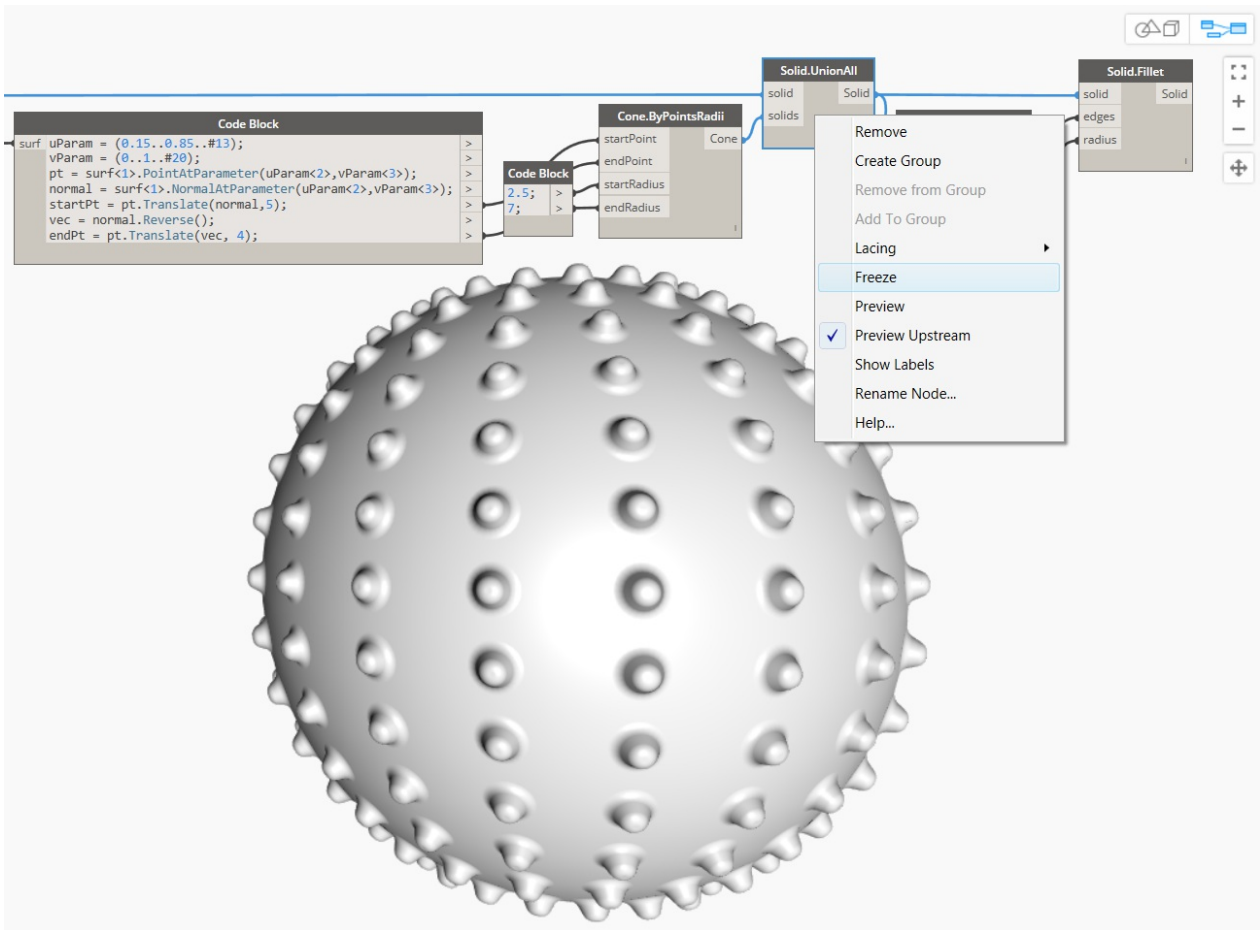 Solid.UnionAll
solid Solid
solids
Solid.Fillet
solid Solid
edges
radius
Code Block
surf uParam = (0.15..0.85..#13); >
vParam = (0..1..#20); >
pt = surf<1>.PointAtParameter(uParam<2>,vParam<3>); >
normal = surf<1>.NormalAtParameter(uParam<2>,vParam<3>); >
startPt = pt.Translate(normal,5); >
vec = normal.Reverse(); >
endPt = pt.Translate(vec, 4); >
Code Block
2.5; >
7; >
Cone.ByPointsRadii
startPoint Cone
endPoint
startRadius
endRadius
Remove
Create Group
Remove from Group
Add To Group
Lacing
Freeze
Preview
Preview Upstream
Show Labels
Rename Node...
Help...